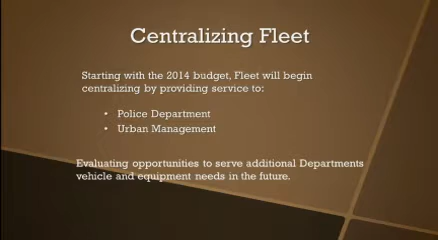 Centralizing Fleet
Starting with the 2014 budget, Fleet will begin
centralizing by providing service to:
• Police Department
• Urban Management
Evaluating opportunities to serve additional Departments
vehicle and equipment needs in the future.